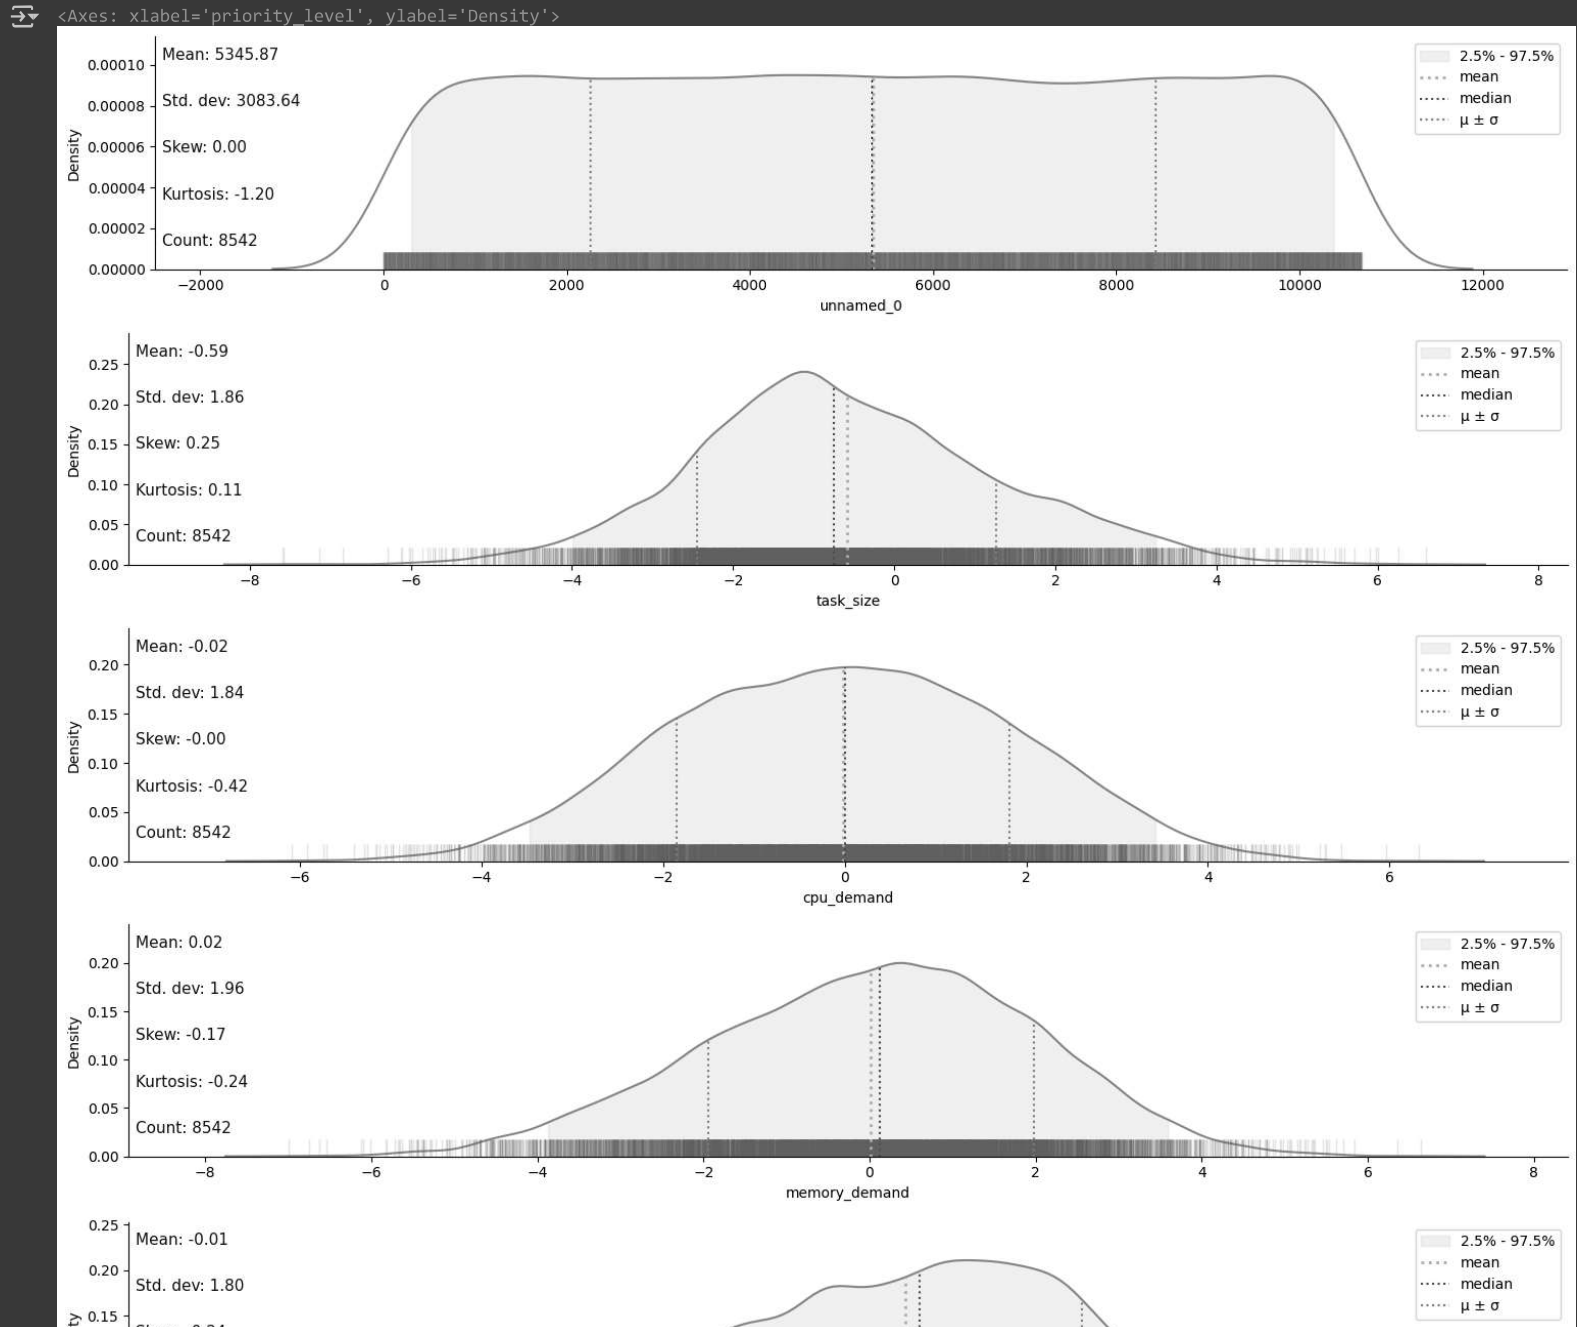 <Axes: xlabel='priority_level', ylabel='Density'>
Mean: 5345.87
Std. dev: 3083.64
Skew: 0.00
Kurtosis: -1.20
Count: 8542
2.5% - 97.5%
mean
median
μ ± σ
Density
0.00010
0.00008
0.00006
0.00004
0.00002
0.00000
−2000 0 2000 4000 6000 8000 10000 12000
unnamed_0
Mean: -0.59
Std. dev: 1.86
Skew: 0.25
Kurtosis: 0.11
Count: 8542
2.5% - 97.5%
mean
median
μ ± σ
Density
0.25
0.20
0.15
0.10
0.05
0.00
−8 −6 −4 −2 0 2 4 6 8
task_size
Mean: -0.02
Std. dev: 1.84
Skew: -0.00
Kurtosis: -0.42
Count: 8542
2.5% - 97.5%
mean
median
μ ± σ
Density
0.20
0.15
0.10
0.05
0.00
−6 −4 −2 0 2 4 6
cpu_demand
Mean: 0.02
Std. dev: 1.96
Skew: -0.17
Kurtosis: -0.24
Count: 8542
2.5% - 97.5%
mean
median
μ ± σ
Density
0.20
0.15
0.10
0.05
0.00
−8 −6 −4 −2 0 2 4 6 8
memory_demand
Mean: -0.01
Std. dev: 1.80
2.5% - 97.5%
mean
median
μ ± σ
0.25
0.20
0.15